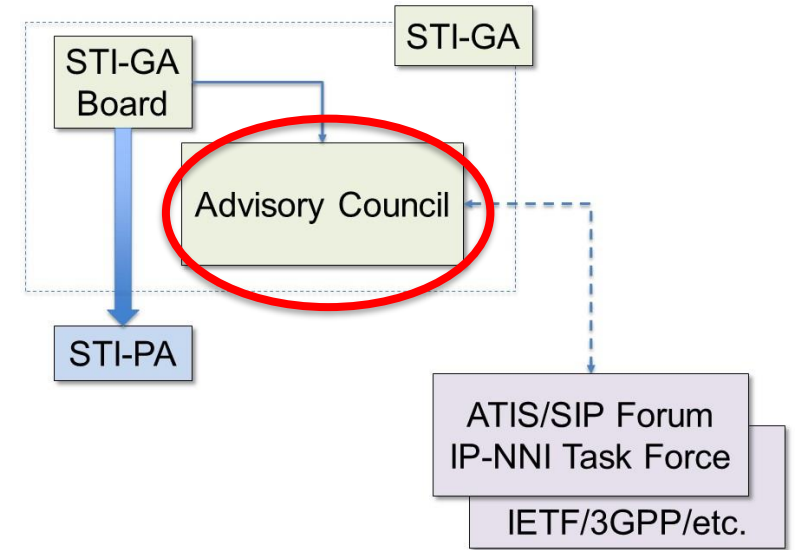 STI-GA
STI-GA
Board
Advisory Council
STI-PA
ATIS/SIP Forum
IP-NNI Task Force
IETF/3GPP/etc.